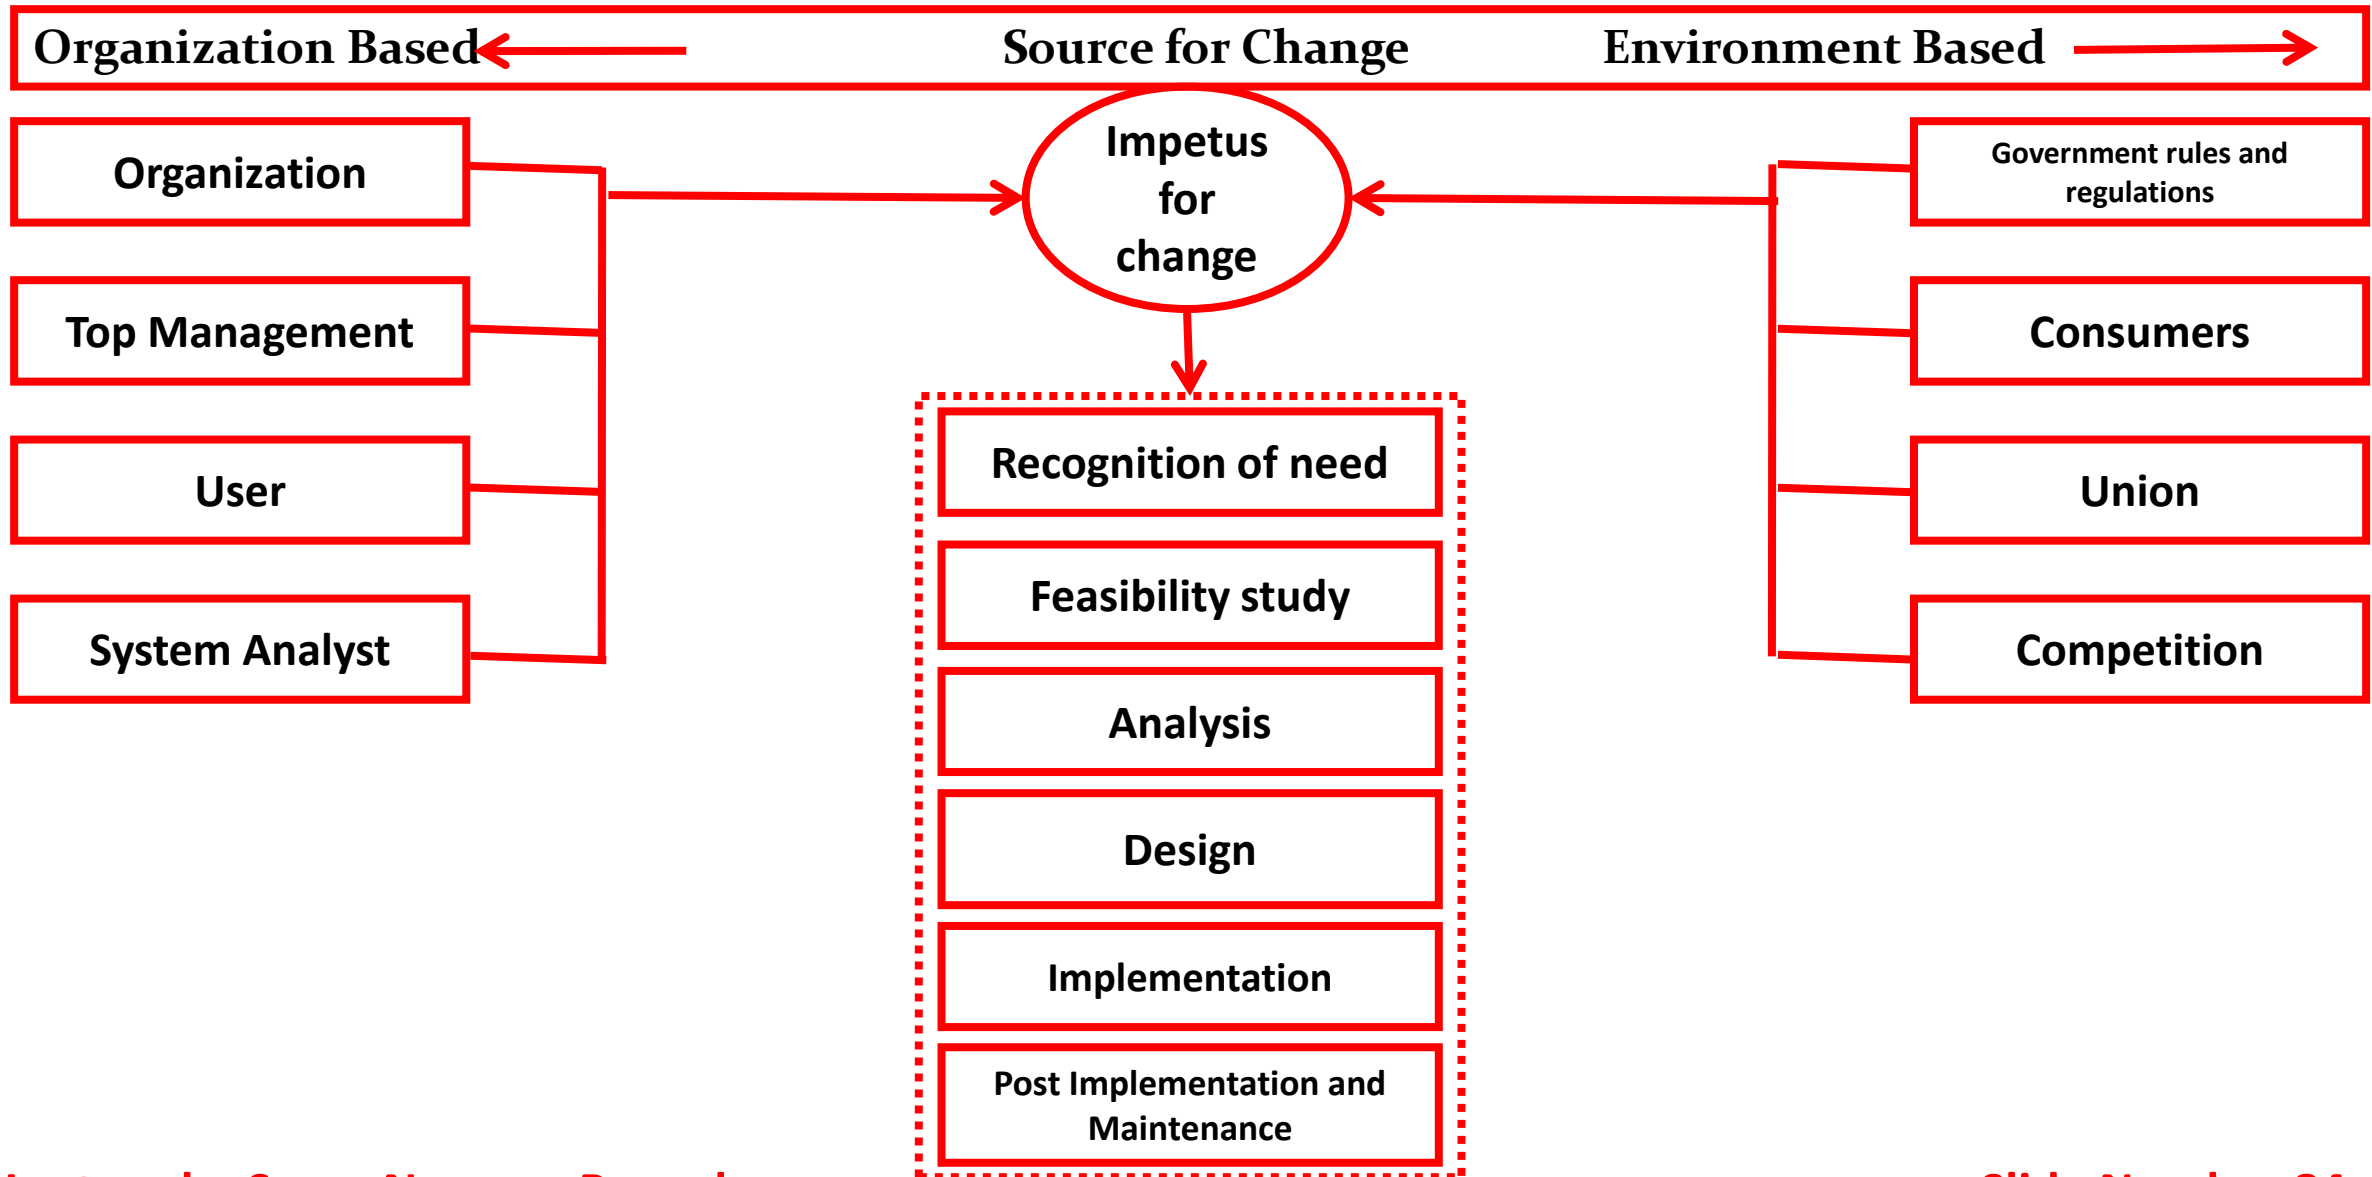 Organization Based Source for Change Environment Based
Impetus
for
change
Organization
Top Management
User
System Analyst
Government rules and
regulations
Consumers
Union
Competition
Recognition of need
Feasibility study
Analysis
Design
Implementation
Post Implementation and
Maintenance